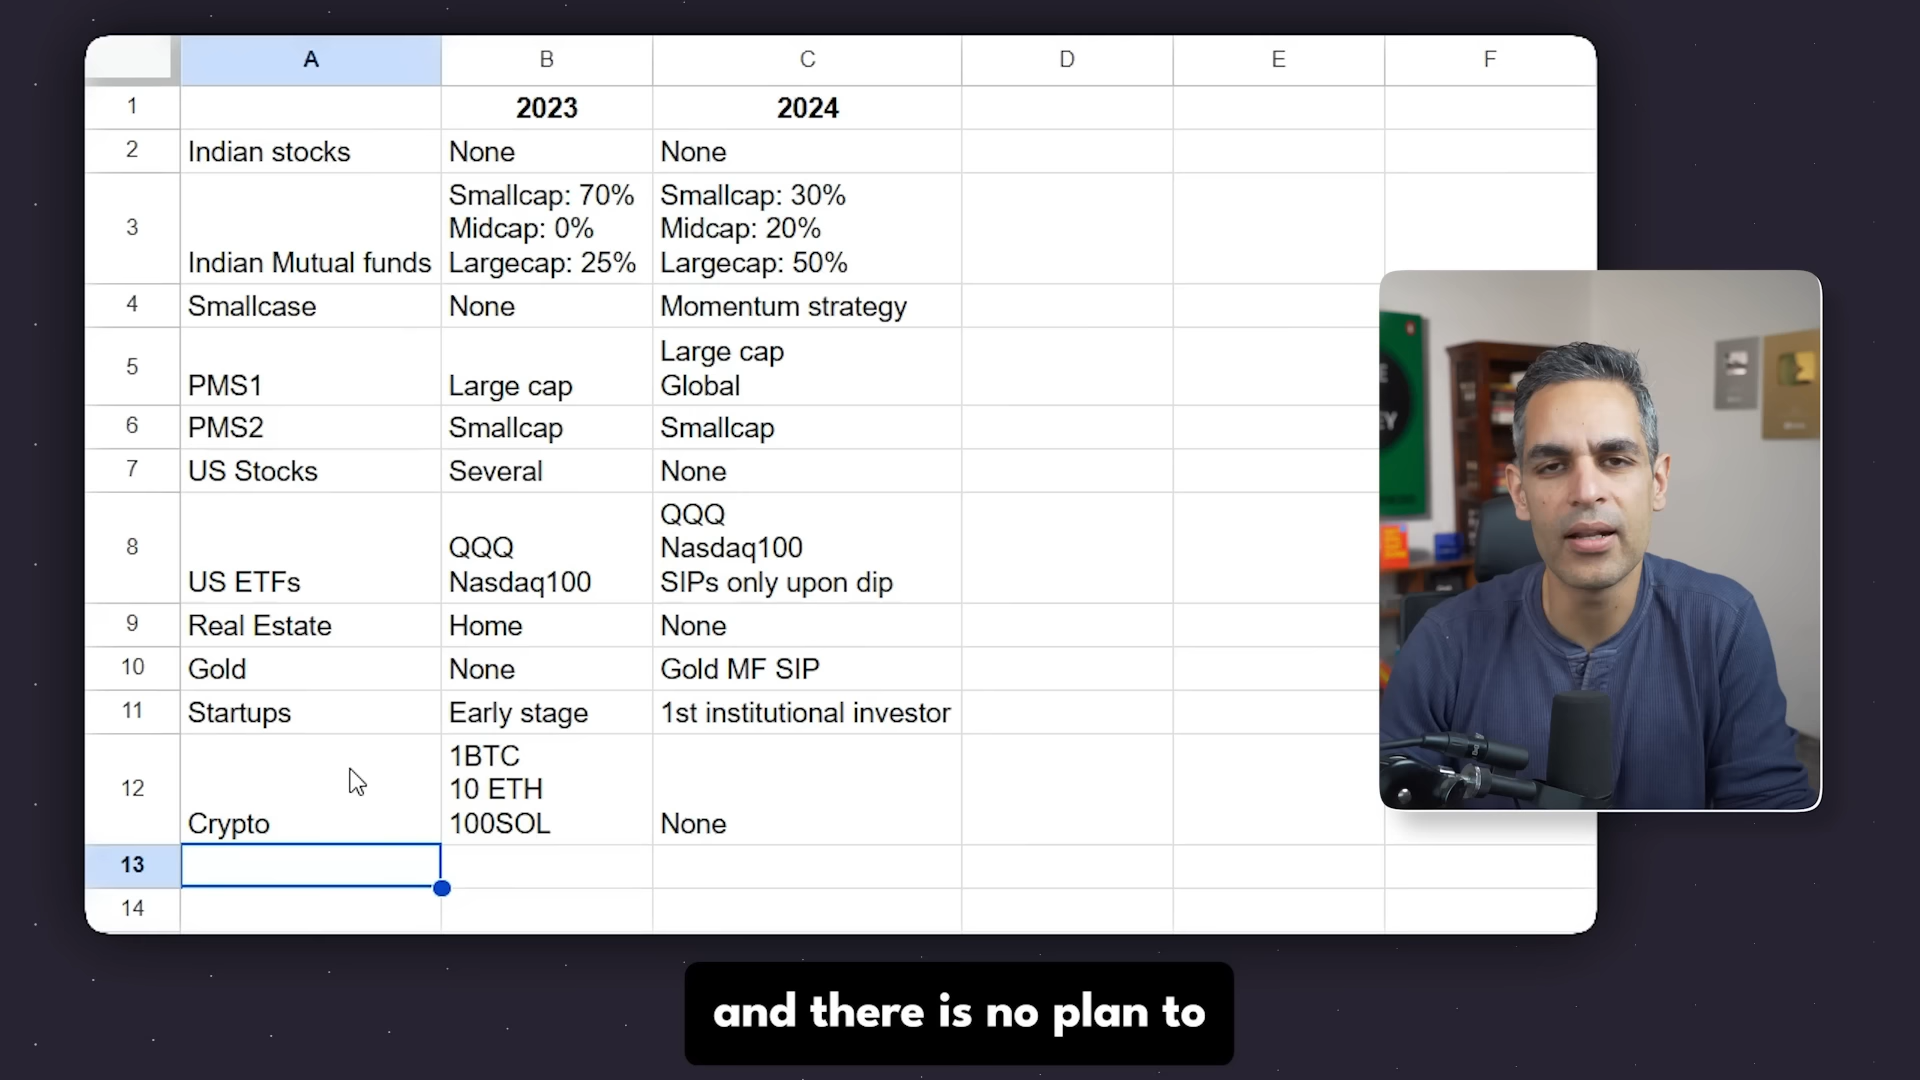 A B C D E F
1 2023 2024
2 Indian stocks None None
Smallcap: 70% Smallcap: 30%
3 Midcap: 0% Midcap: 20%
Indian Mutual funds Largecap: 25% Largecap: 50%
4 Smallcase None Momentum strategy
Large cap
5 PMS1 Large cap Global
6 PMS2 Smallcap Smallcap
7 US Stocks Several None
QQQ
8 QQQ Nasdaq100
US ETFs Nasdaq100 SIPs only upon dip
9 Real Estate Home None
10 Gold None Gold MF SIP
11 Startups Early stage 1st institutional investor
1BTC
12 10 ETH
Crypto 100SOL None
13
14
and there is no plan to